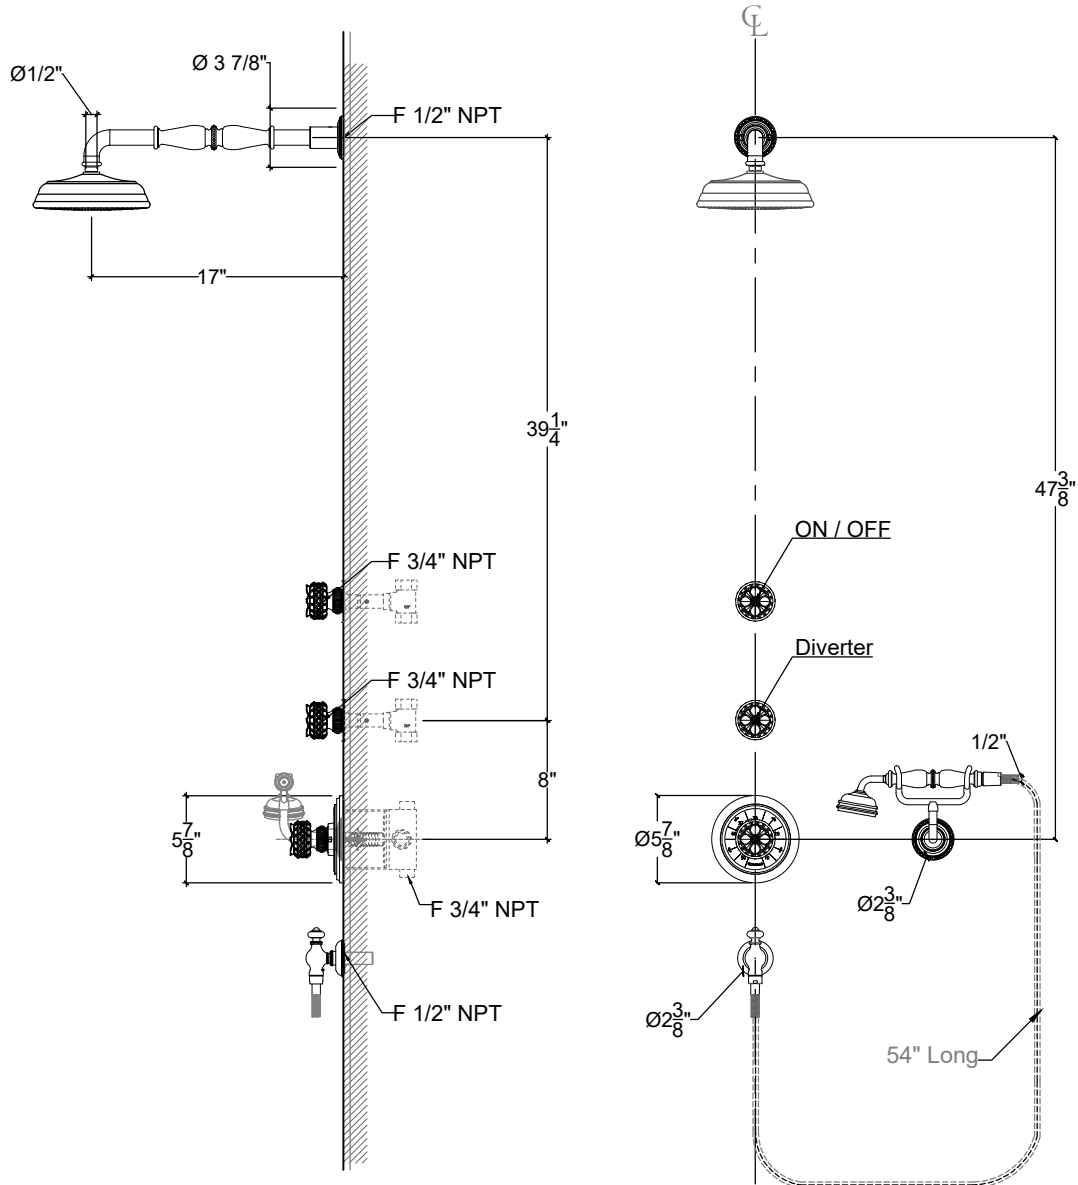 CL
Ø1/2"
Ø 3 7/8"
F 1/2" NPT
17"
39 1/4"
47 3/8"
ON / OFF
F 3/4" NPT
Diverter
F 3/4" NPT
1/2"
8"
5 7/8"
Ø5 7/8"
Ø2 3/8"
F 3/4" NPT
F 1/2" NPT
Ø2 3/8"
54" Long